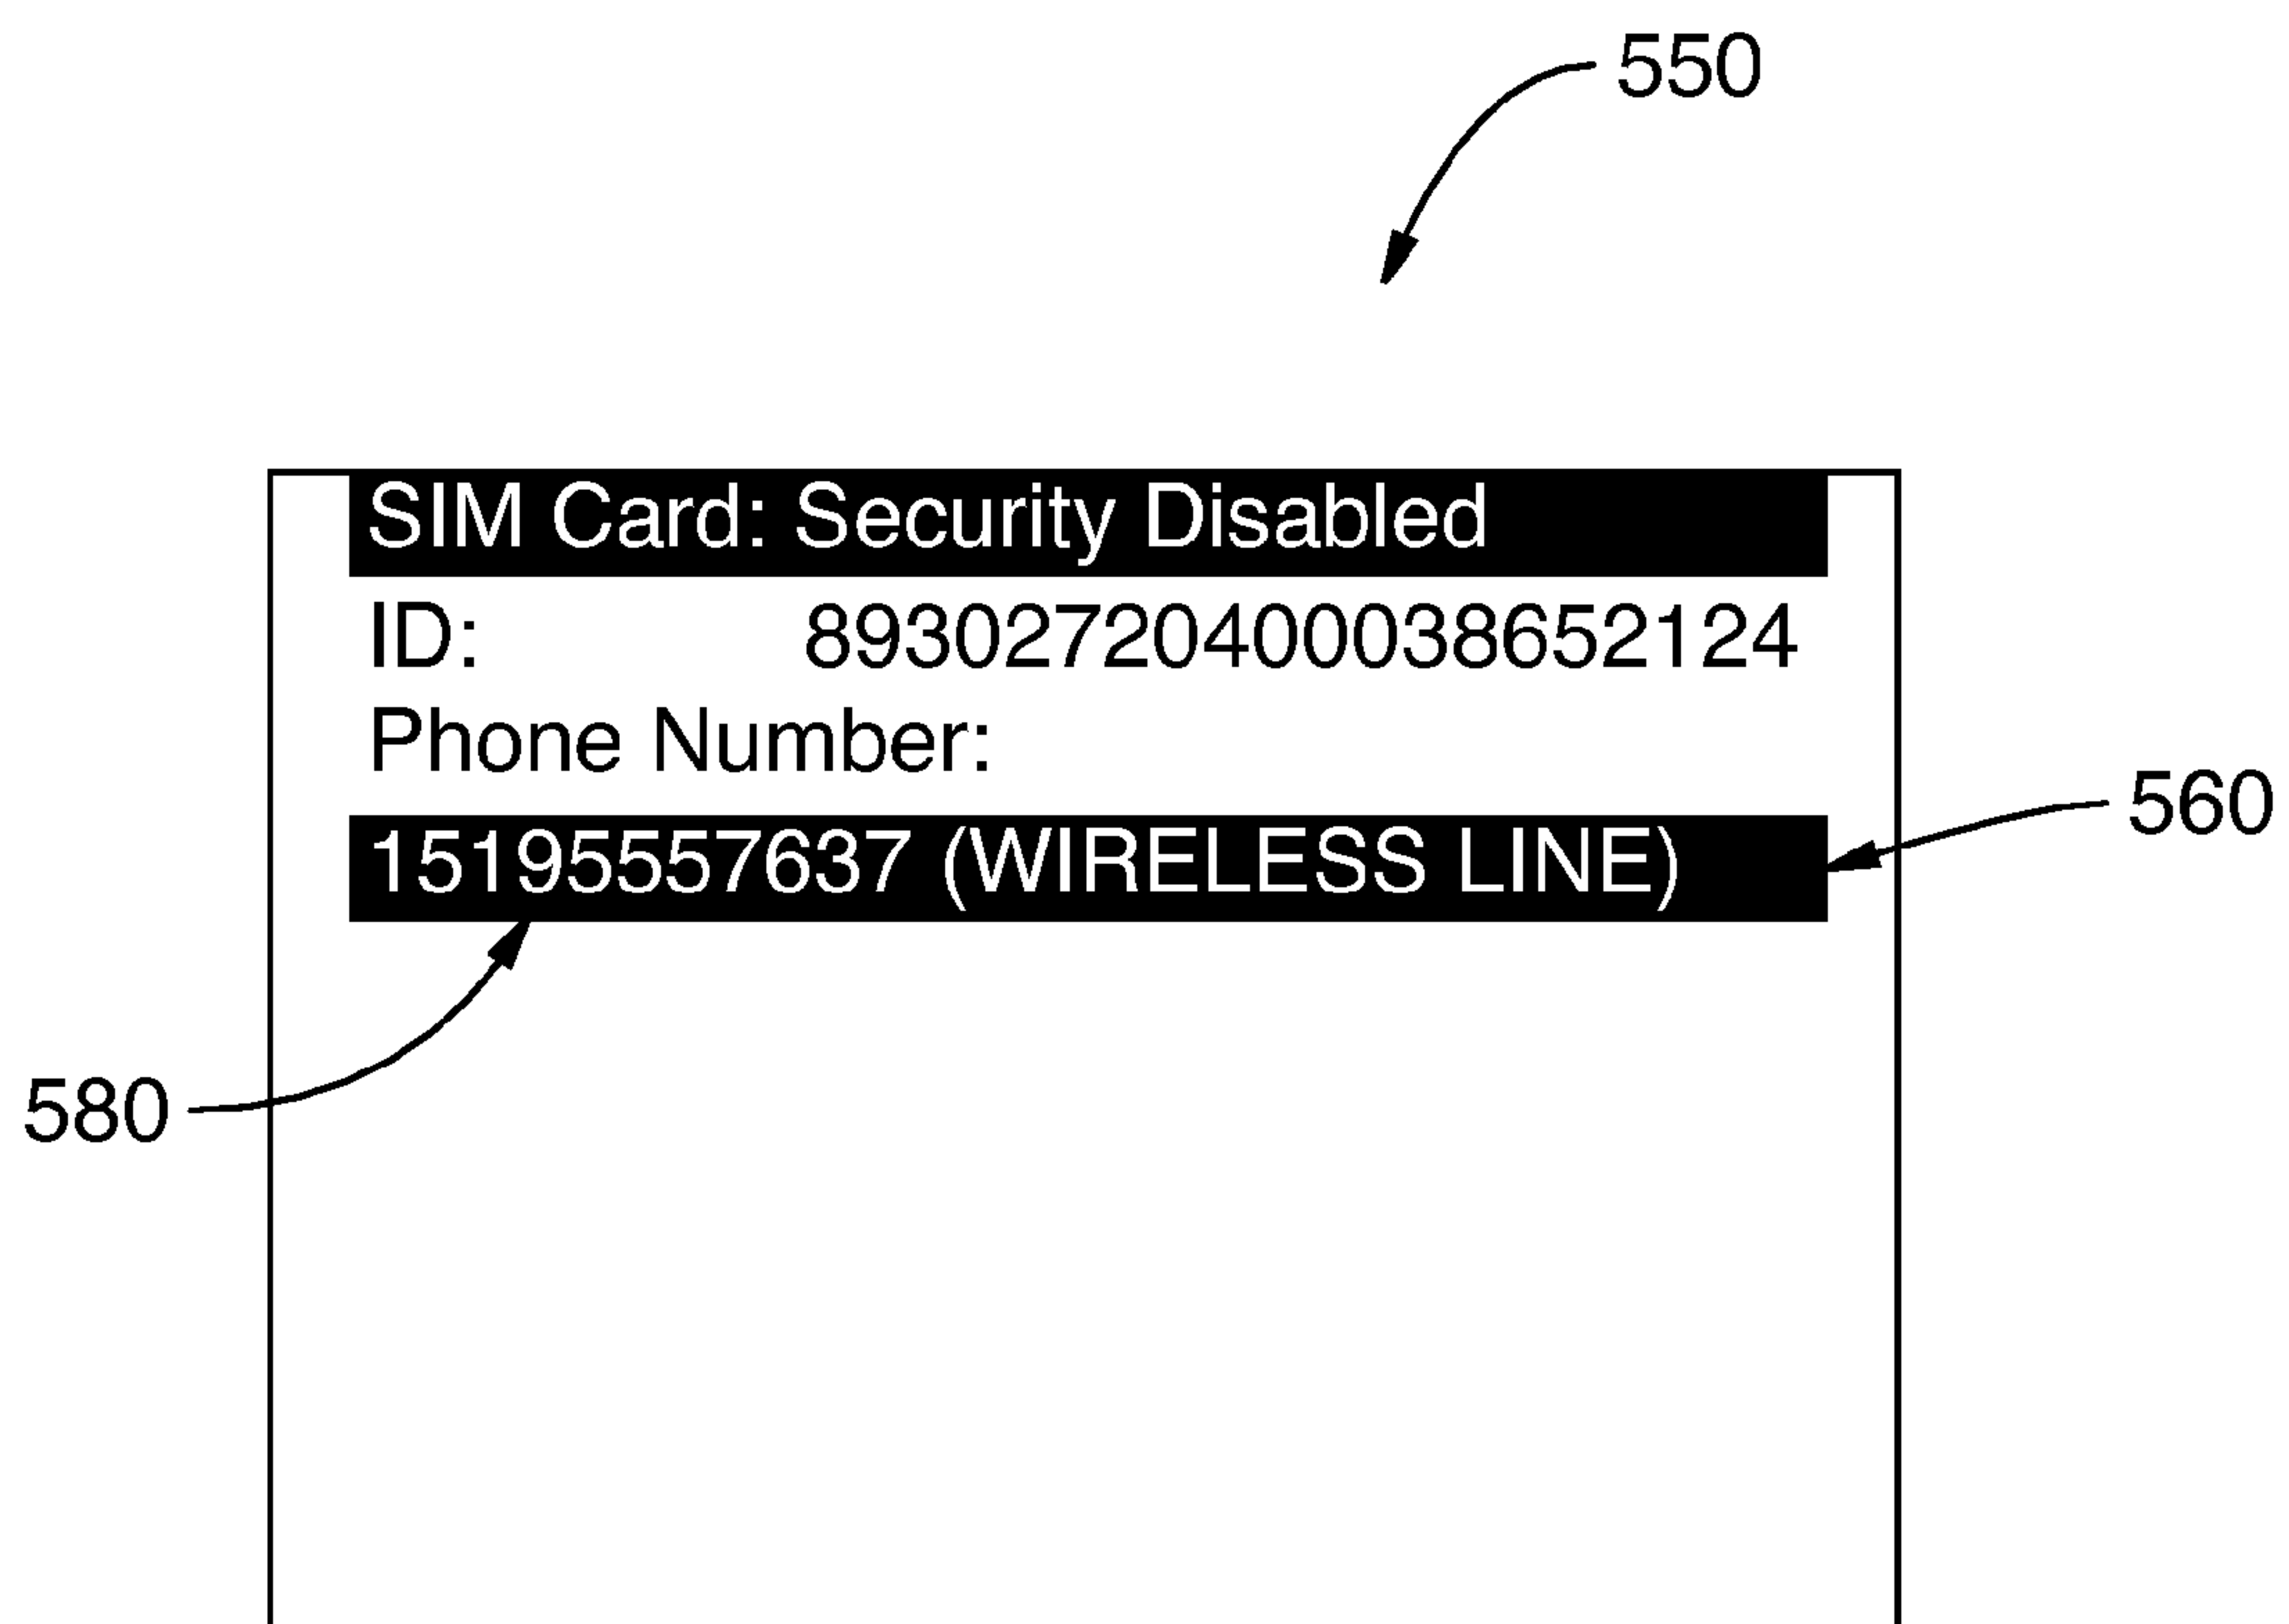 550
SIM Card: Security Disabled
ID: 89302720400038652124
Phone Number:
560
15195557637 (WIRELESS LINE)
580